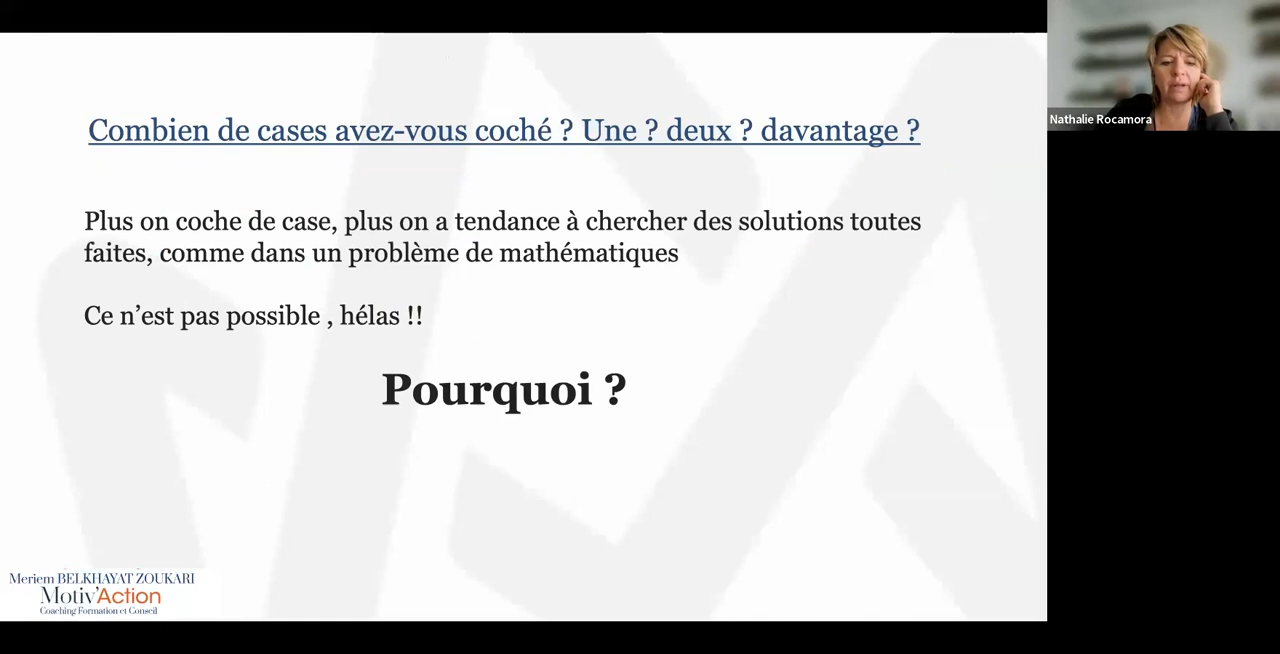 Combien de cases avez-vous coché ? Une ? deux ? davantage ?
Plus on coche de case, plus on a tendance à chercher des solutions toutes
faites, comme dans un problème de mathématiques
Ce n’est pas possible , hélas !!
Pourquoi ?
Meriem BELKHAYAT ZOUKARI
Motiv'Action
Coaching Formation et Conseil
Nathalie Rocamora